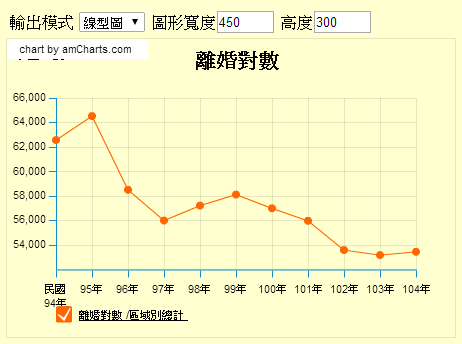 輸出模式 線型圖 圖形寬度 450 高度 300
chart by amCharts.com
離婚對數
66,000
64,000
62,000
60,000
58,000
56,000
54,000
民國 94年 95年 96年 97年 98年 99年 100年 101年 102年 103年 104年
離婚對數 /區域別總計